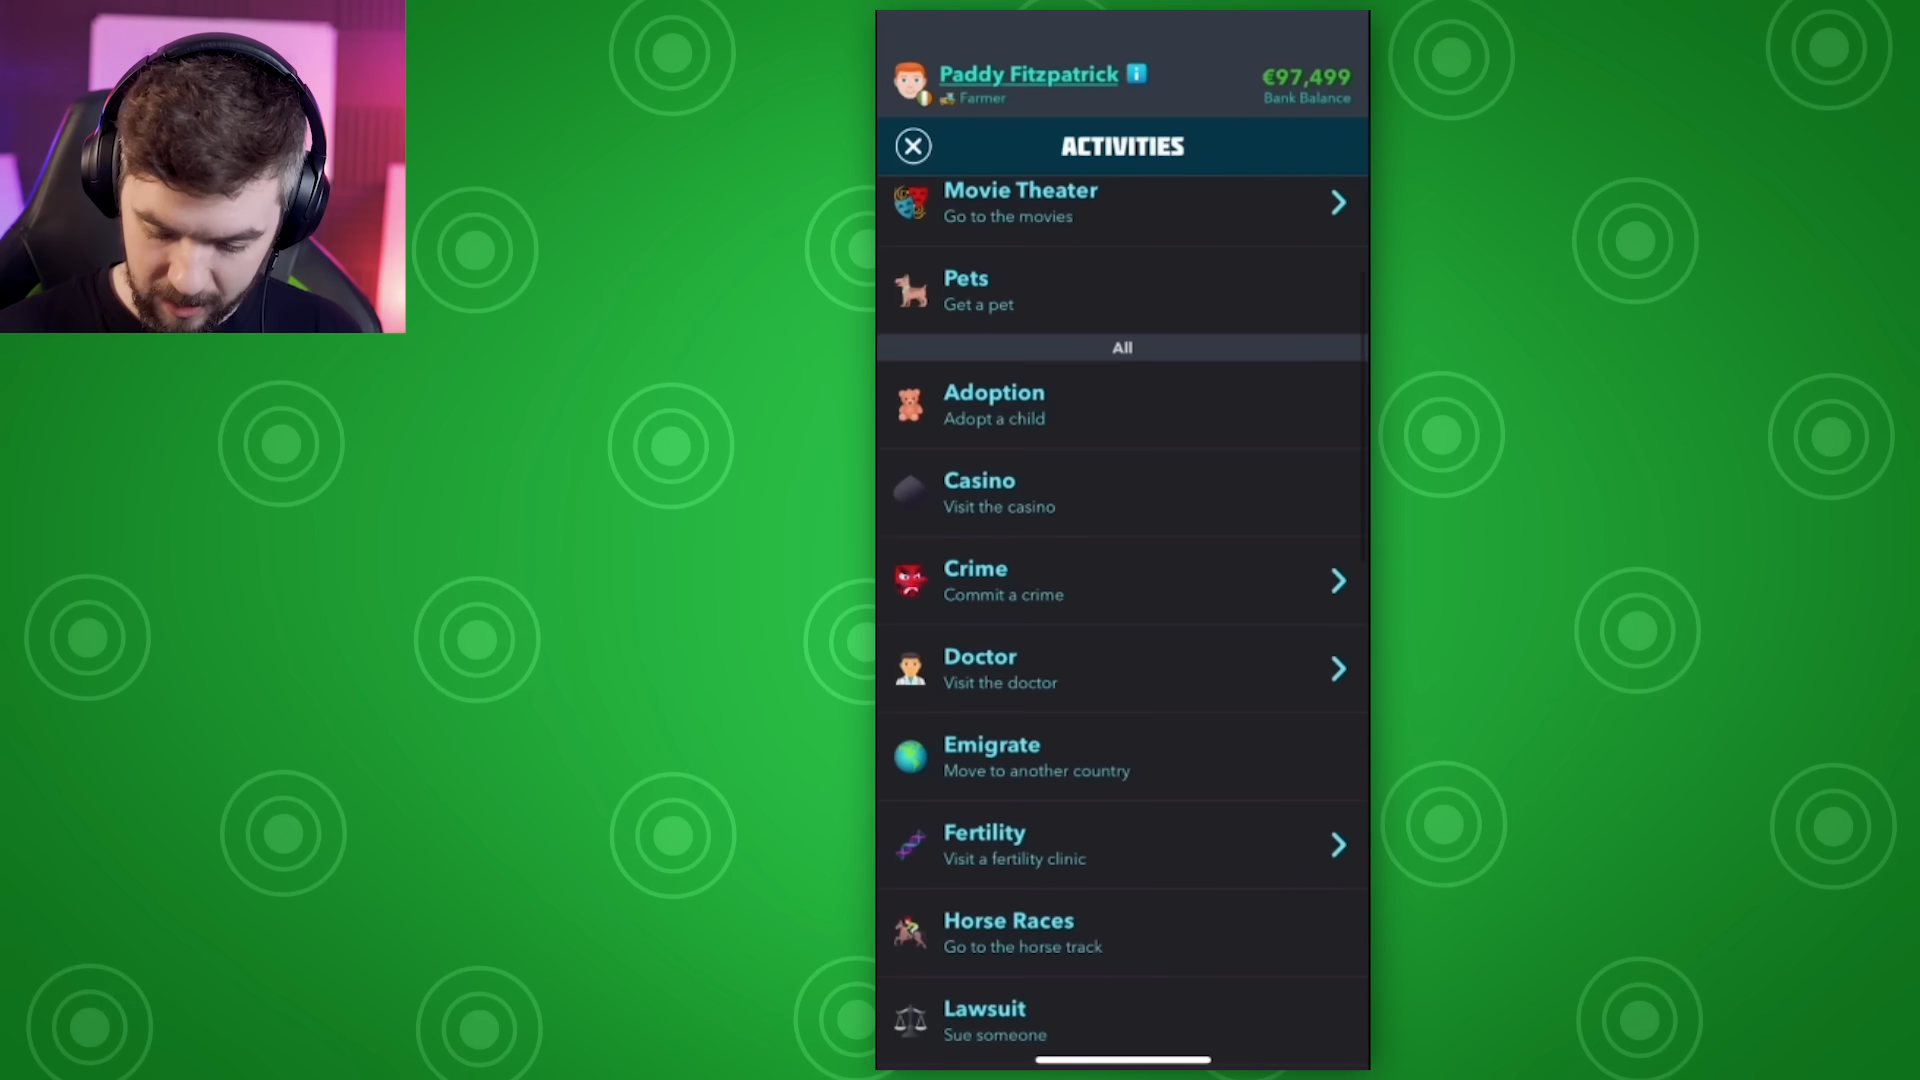 Paddy Fitzpatrick
€97,499
Farmer
Bank Balance
ACTIVITIES
Movie Theater
Go to the movies
Pets
Get a pet
All
Adoption
Adopt a child
Casino
Visit the casino
Crime
Commit a crime
Doctor
Visit the doctor
Emigrate
Move to another country
Fertility
Visit a fertility clinic
Horse Races
Go to the horse track
Lawsuit
Sue someone